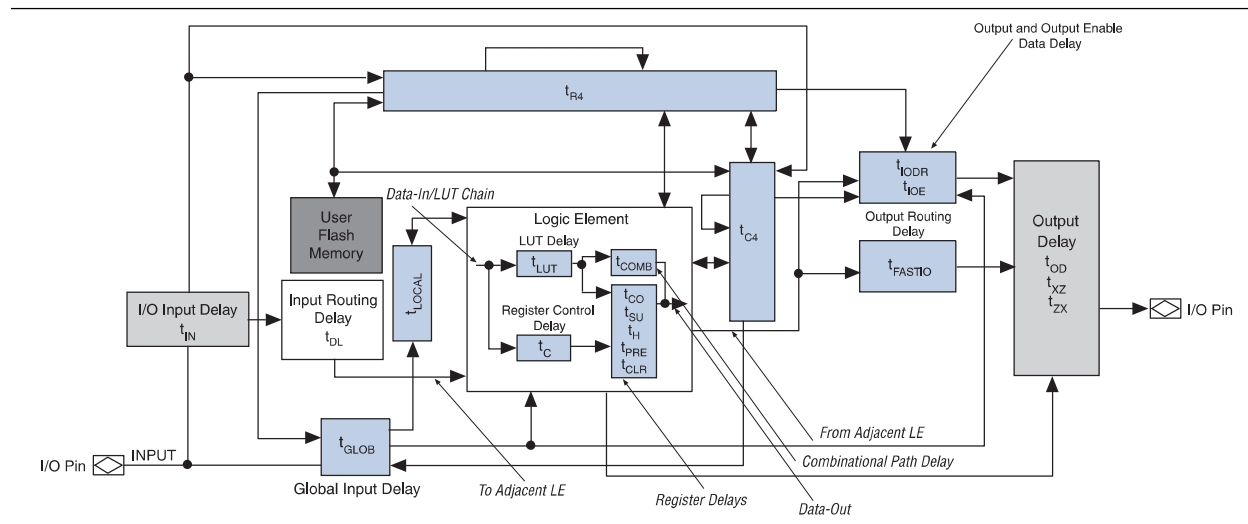 Output and Output Enable
Data Delay
tR4
tIODR
tIOE
Data-In/LUT Chain
User
Flash
Memory
Logic Element
tC4
Output Routing
Delay
Output
Delay
tOD
tXZ
tZX
LUT Delay
tLUT
tCOMB
tLOCAL
tFASTIO
I/O Input Delay
tIN
Input Routing
Delay
tDL
Register Control
Delay
tC
tCO
tSU
tH
tPRE
tCLR
I/O Pin
From Adjacent LE
tGLOB
INPUT
I/O Pin
Global Input Delay
To Adjacent LE
Register Delays
Combinational Path Delay
Data-Out